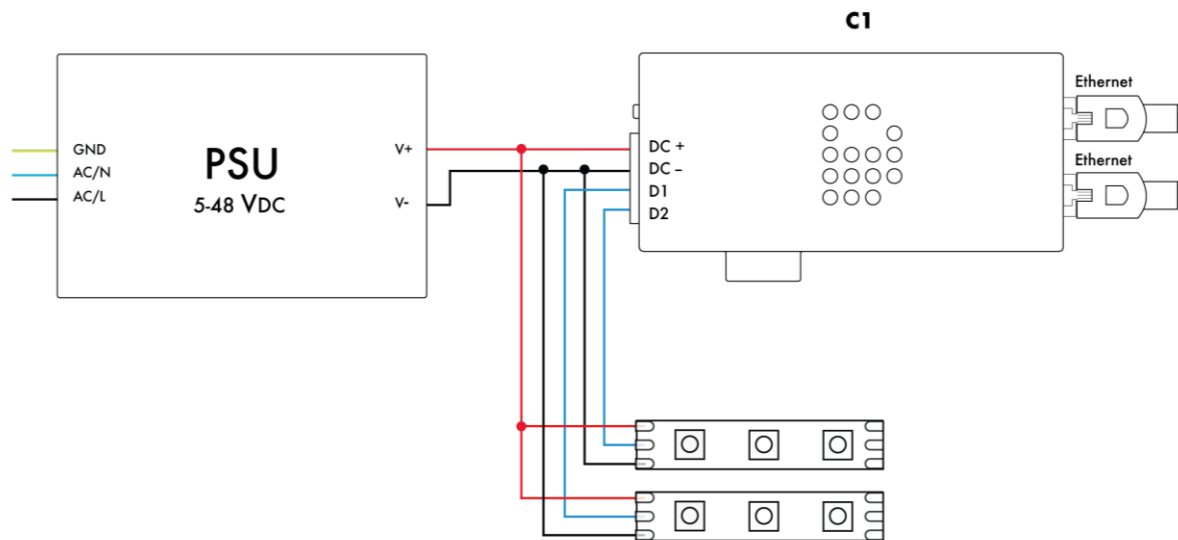 C1
Ethernet
GND
AC/N
AC/L
PSU
5-48 VDC
V+
V-
DC +
DC –
D1
D2
Ethernet